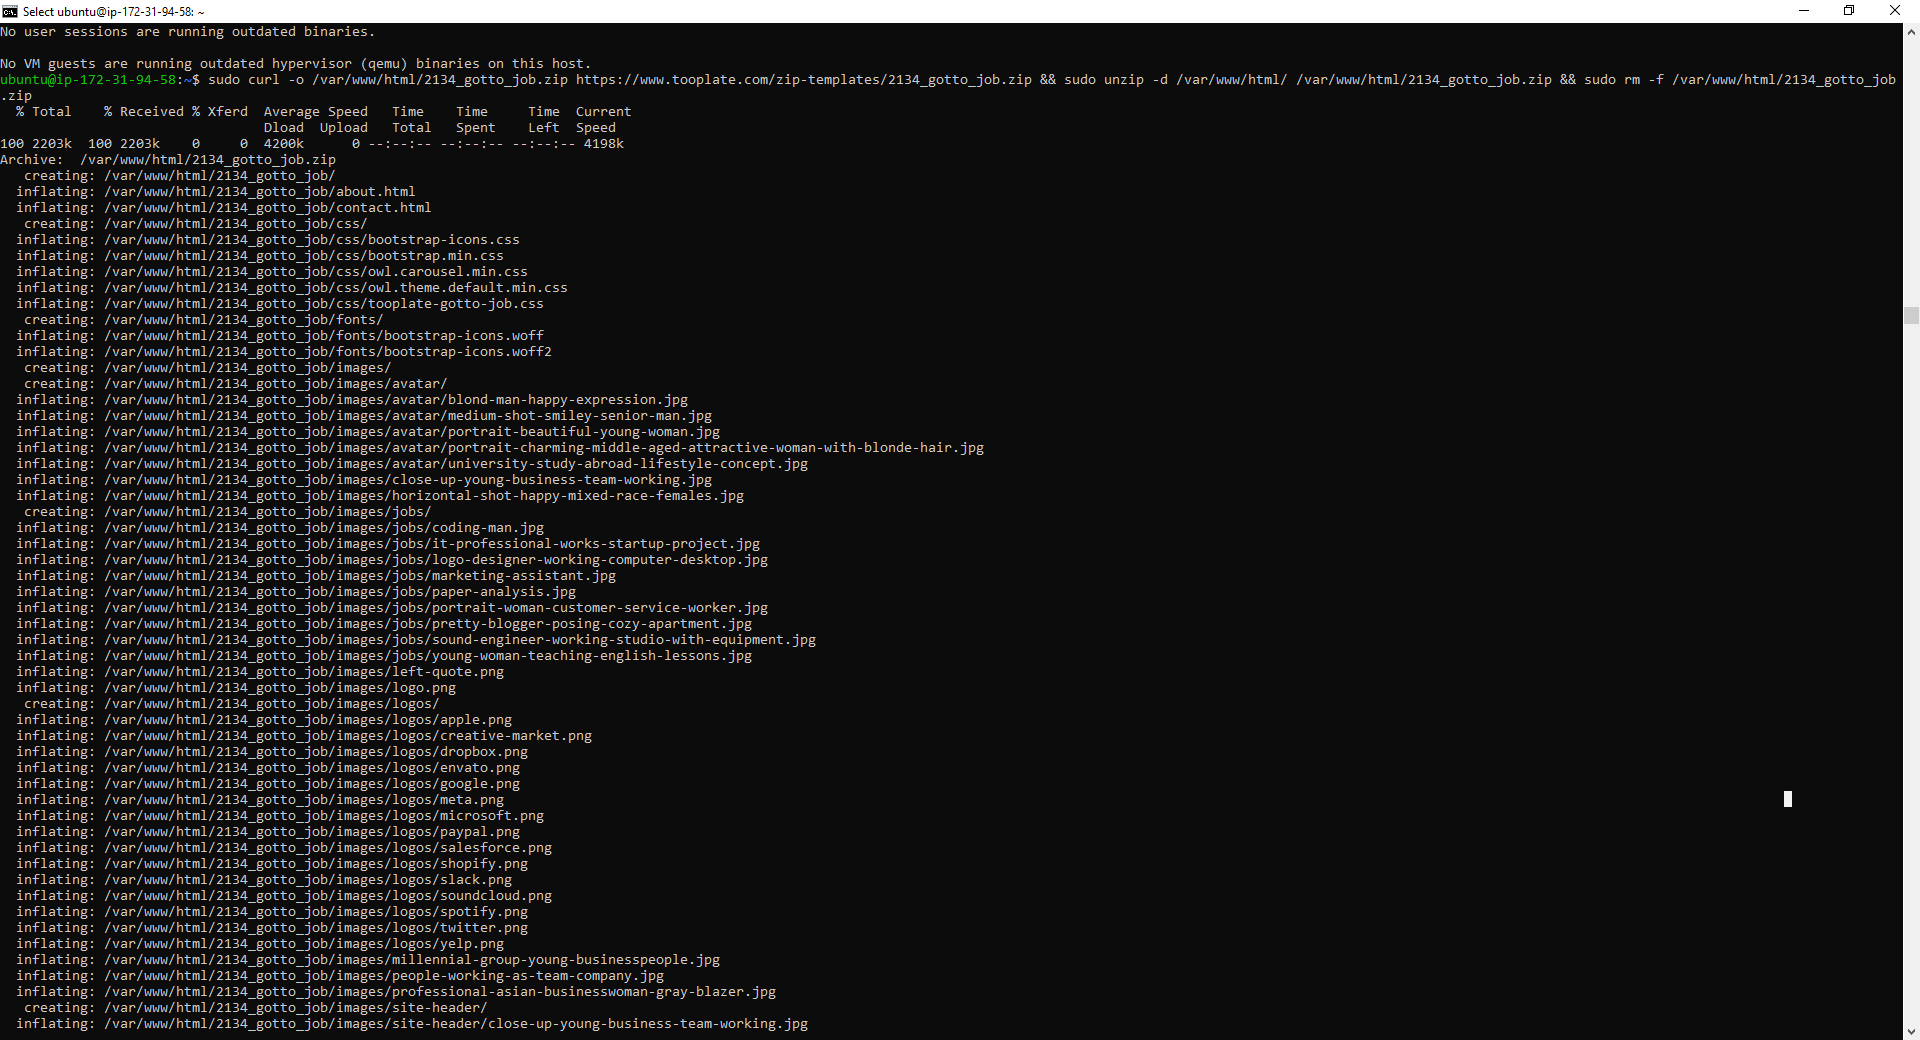 Select ubuntu@ip-172-31-94-58: ~
No user sessions are running outdated binaries.
No VM guests are running outdated hypervisor (qemu) binaries on this host.
ubuntu@ip-172-31-94-58:~$ sudo curl -o /var/www/html/2134_gotto_job.zip https://www.tooplate.com/zip-templates/2134_gotto_job.zip && sudo unzip -d /var/www/html/ /var/www/html/2134_gotto_job.zip && sudo rm -f /var/www/html/2134_gotto_job
.zip
  % Total    % Received % Xferd  Average Speed   Time    Time     Time  Current
                                 Dload  Upload   Total   Spent    Left  Speed
100 2203k  100 2203k    0     0  4200k      0 --:--:-- --:--:-- --:--:-- 4198k
Archive:  /var/www/html/2134_gotto_job.zip
   creating: /var/www/html/2134_gotto_job/
  inflating: /var/www/html/2134_gotto_job/about.html
  inflating: /var/www/html/2134_gotto_job/contact.html
   creating: /var/www/html/2134_gotto_job/css/
  inflating: /var/www/html/2134_gotto_job/css/bootstrap-icons.css
  inflating: /var/www/html/2134_gotto_job/css/bootstrap.min.css
  inflating: /var/www/html/2134_gotto_job/css/owl.carousel.min.css
  inflating: /var/www/html/2134_gotto_job/css/owl.theme.default.min.css
  inflating: /var/www/html/2134_gotto_job/css/tooplate-gotto-job.css
   creating: /var/www/html/2134_gotto_job/fonts/
  inflating: /var/www/html/2134_gotto_job/fonts/bootstrap-icons.woff
  inflating: /var/www/html/2134_gotto_job/fonts/bootstrap-icons.woff2
   creating: /var/www/html/2134_gotto_job/images/
   creating: /var/www/html/2134_gotto_job/images/avatar/
  inflating: /var/www/html/2134_gotto_job/images/avatar/blond-man-happy-expression.jpg
  inflating: /var/www/html/2134_gotto_job/images/avatar/medium-shot-smiley-senior-man.jpg
  inflating: /var/www/html/2134_gotto_job/images/avatar/portrait-beautiful-young-woman.jpg
  inflating: /var/www/html/2134_gotto_job/images/avatar/portrait-charming-middle-aged-attractive-woman-with-blonde-hair.jpg
  inflating: /var/www/html/2134_gotto_job/images/avatar/university-study-abroad-lifestyle-concept.jpg
  inflating: /var/www/html/2134_gotto_job/images/close-up-young-business-team-working.jpg
  inflating: /var/www/html/2134_gotto_job/images/horizontal-shot-happy-mixed-race-females.jpg
   creating: /var/www/html/2134_gotto_job/images/jobs/
  inflating: /var/www/html/2134_gotto_job/images/jobs/coding-man.jpg
  inflating: /var/www/html/2134_gotto_job/images/jobs/it-professional-works-startup-project.jpg
  inflating: /var/www/html/2134_gotto_job/images/jobs/logo-designer-working-computer-desktop.jpg
  inflating: /var/www/html/2134_gotto_job/images/jobs/marketing-assistant.jpg
  inflating: /var/www/html/2134_gotto_job/images/jobs/paper-analysis.jpg
  inflating: /var/www/html/2134_gotto_job/images/jobs/portrait-woman-customer-service-worker.jpg
  inflating: /var/www/html/2134_gotto_job/images/jobs/pretty-blogger-posing-cozy-apartment.jpg
  inflating: /var/www/html/2134_gotto_job/images/jobs/sound-engineer-working-studio-with-equipment.jpg
  inflating: /var/www/html/2134_gotto_job/images/jobs/young-woman-teaching-english-lessons.jpg
  inflating: /var/www/html/2134_gotto_job/images/left-quote.png
  inflating: /var/www/html/2134_gotto_job/images/logo.png
   creating: /var/www/html/2134_gotto_job/images/logos/
  inflating: /var/www/html/2134_gotto_job/images/logos/apple.png
  inflating: /var/www/html/2134_gotto_job/images/logos/creative-market.png
  inflating: /var/www/html/2134_gotto_job/images/logos/dropbox.png
  inflating: /var/www/html/2134_gotto_job/images/logos/envato.png
  inflating: /var/www/html/2134_gotto_job/images/logos/google.png
  inflating: /var/www/html/2134_gotto_job/images/logos/meta.png
  inflating: /var/www/html/2134_gotto_job/images/logos/microsoft.png
  inflating: /var/www/html/2134_gotto_job/images/logos/paypal.png
  inflating: /var/www/html/2134_gotto_job/images/logos/salesforce.png
  inflating: /var/www/html/2134_gotto_job/images/logos/shopify.png
  inflating: /var/www/html/2134_gotto_job/images/logos/slack.png
  inflating: /var/www/html/2134_gotto_job/images/logos/soundcloud.png
  inflating: /var/www/html/2134_gotto_job/images/logos/spotify.png
  inflating: /var/www/html/2134_gotto_job/images/logos/twitter.png
  inflating: /var/www/html/2134_gotto_job/images/logos/yelp.png
  inflating: /var/www/html/2134_gotto_job/images/millennial-group-young-businesspeople.jpg
  inflating: /var/www/html/2134_gotto_job/images/people-working-as-team-company.jpg
  inflating: /var/www/html/2134_gotto_job/images/professional-asian-businesswoman-gray-blazer.jpg
   creating: /var/www/html/2134_gotto_job/images/site-header/
  inflating: /var/www/html/2134_gotto_job/images/site-header/close-up-young-business-team-working.jpg